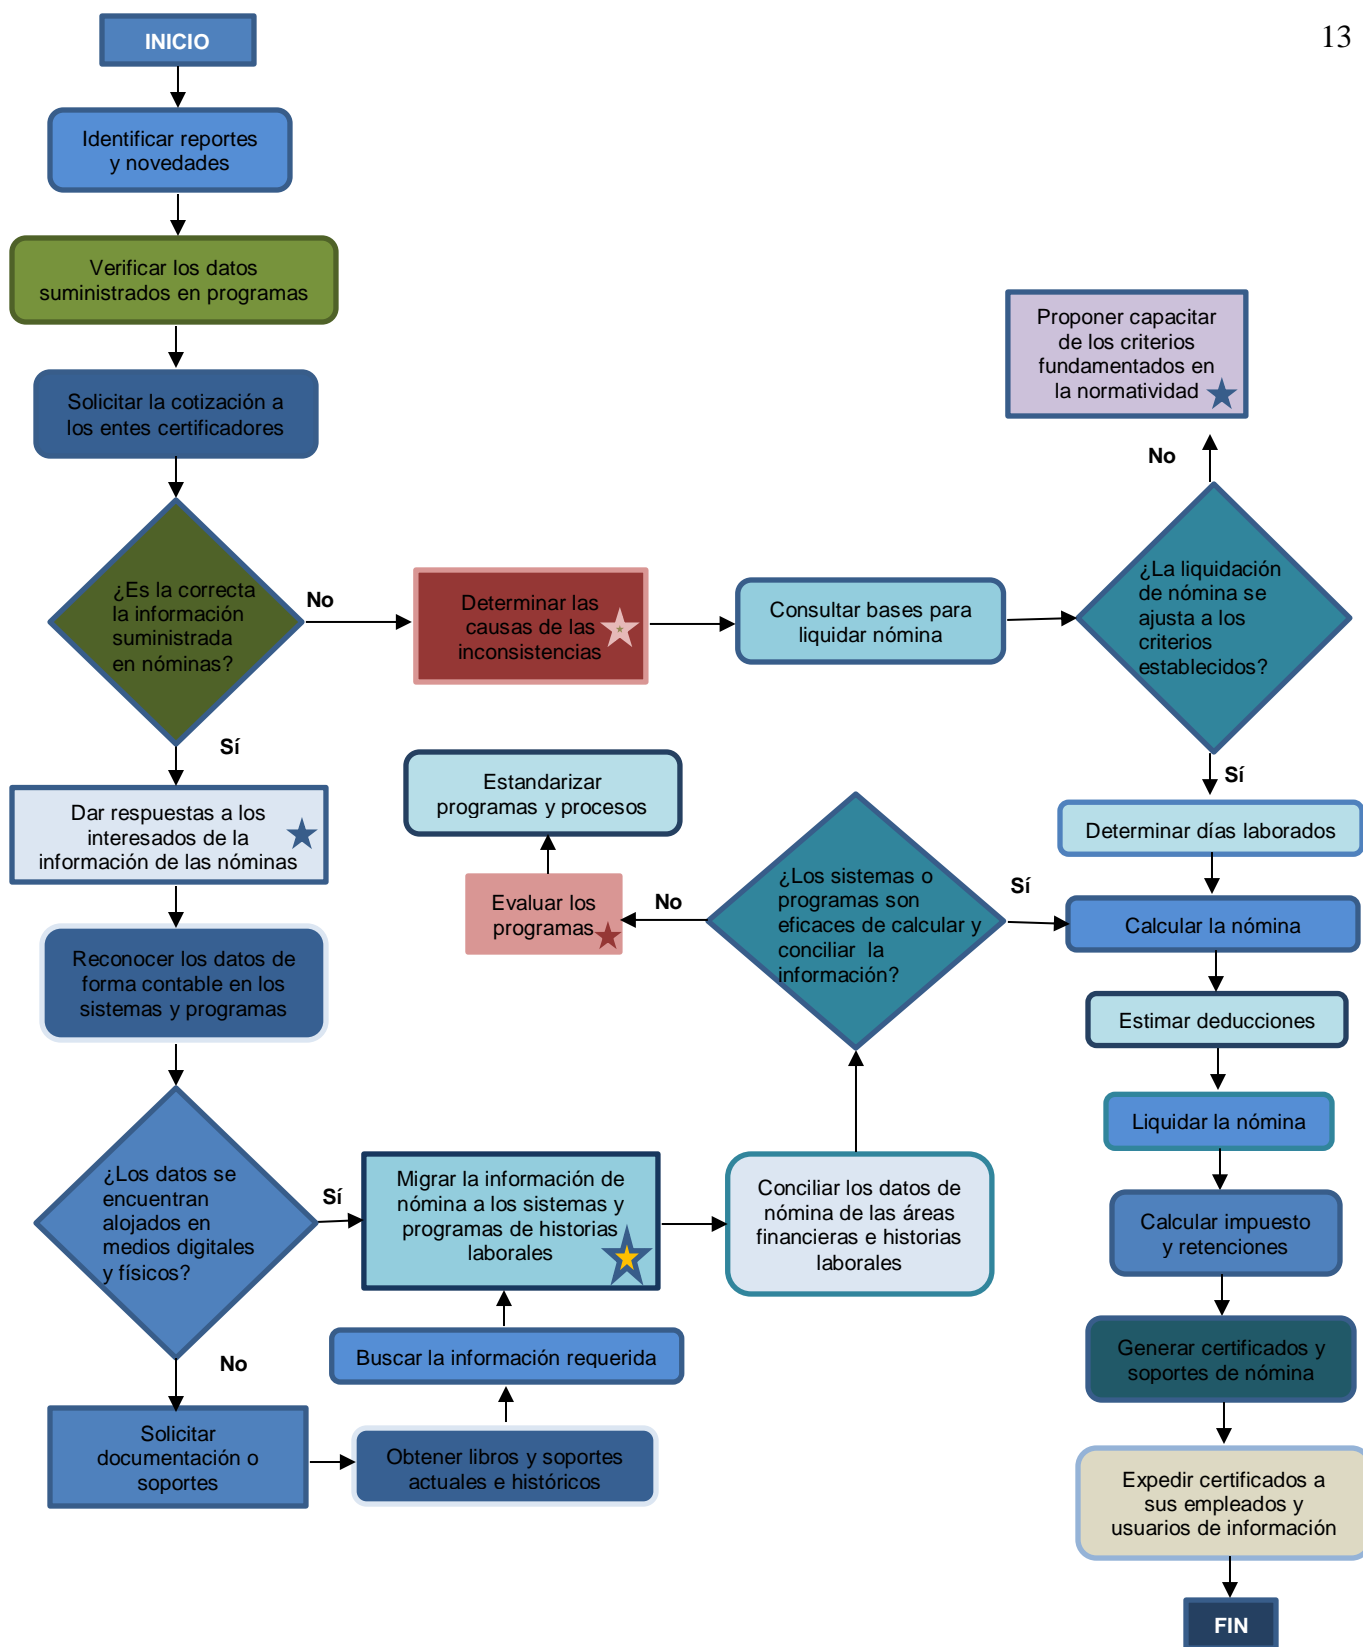 13
INICIO
Identificar reportes
y novedades
Verificar los datos
suministrados en programas
Solicitar la cotización a
los entes certificadores
¿Es la correcta
la información
suministrada
en nóminas?
No
Determinar las
causas de las
inconsistencias
Consultar bases para
liquidar nómina
¿La liquidación
de nómina se
ajusta a los
criterios
establecidos?
No
Proponer capacitar
de los criterios
fundamentados en
la normatividad
Sí
Dar respuestas a los
interesados de la
información de las nóminas
Reconocer los datos de
forma contable en los
sistemas y programas
¿Los datos se
encuentran
alojados en
medios digitales
y físicos?
Sí
Migrar la información de
nómina a los sistemas y
programas de historias
laborales
No
Solicitar
documentación o
soportes
Obtener libros y soportes
actuales e históricos
Buscar la información requerida
Conciliar los datos de
nómina de las áreas
financieras e historias
laborales
¿Los sistemas o
programas son
eficaces de calcular y
conciliar la
información?
No
Evaluar los
programas
Estandarizar
programas y procesos
Sí
Sí
Determinar días laborados
Calcular la nómina
Estimar deducciones
Liquidar la nómina
Calcular impuesto
y retenciones
Generar certificados y
soportes de nómina
Expedir certificados a
sus empleados y
usuarios de información
FIN